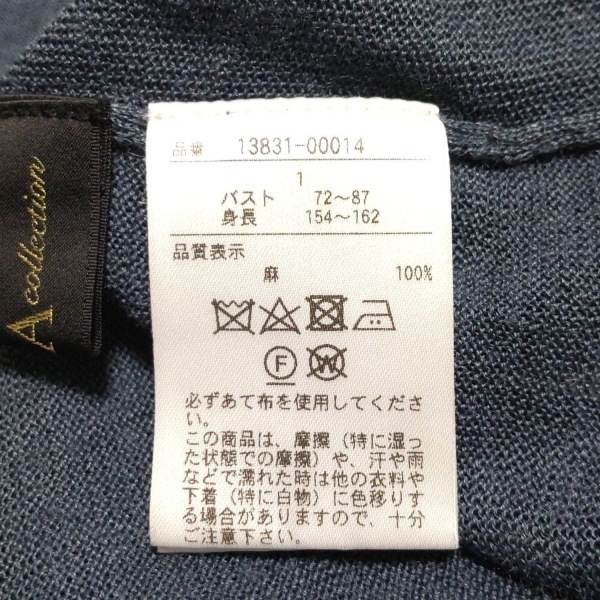 A collection
品番 13831-00014
1
バスト 72～87
身長 154～162
品質表示
麻 100%
F W
必ずあて布を使用してくださ
い。
この商品は、摩擦（特に湿っ
た状態での摩擦）や、汗や雨
などで濡れた時は他の衣料や
下着（特に白物）に色移りす
る場合がありますので、十分
ご注意下さい。